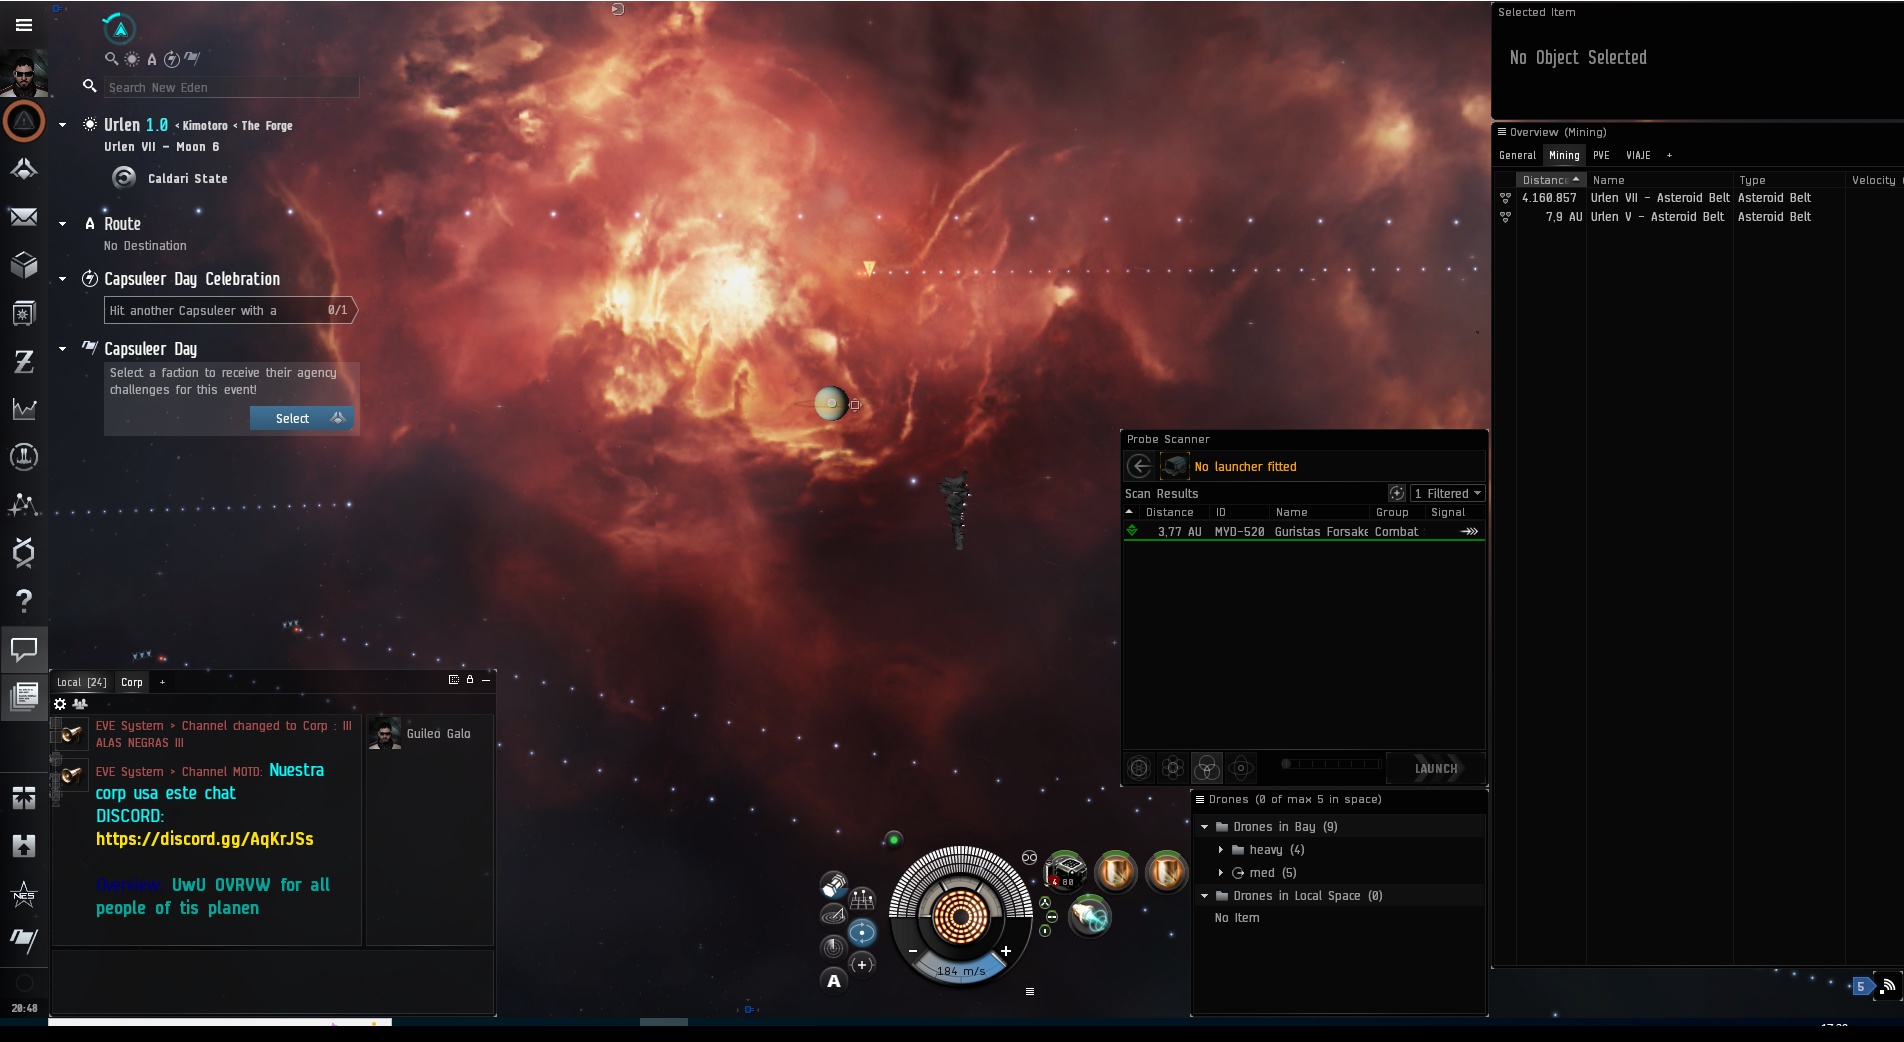 Search New Eden
Urlen 1.0 < Kimotoro < The Forge
Urlen VII - Moon 6
Caldari State
Route
No Destination
Capsuleer Day Celebration
Hit another Capsuleer with a 0/1
Capsuleer Day
Select a faction to receive their agency
challenges for this event!
Select
Selected Item
No Object Selected
Overview (Mining)
General Mining PVE VIAJE +
Distanc Name Type Velocity
4.160.857 Urlen VII - Asteroid Belt Asteroid Belt
7,9 AU Urlen V - Asteroid Belt Asteroid Belt
Probe Scanner
No launcher fitted
Scan Results 1 Filtered
Distance ID Name Group Signal
3,77 AU MYD-520 Guristas Forsake Combat
LAUNCH
Local [24] Corp +
EVE System > Channel changed to Corp : III
ALAS NEGRAS III
EVE System > Channel MOTD: Nuestra
corp usa este chat
DISCORD:
https://discord.gg/AqKrJSs
Overview: UwU OVRVW for all
people of tis planen
Guileo Galo
Drones (0 of max 5 in space)
Drones in Bay (9)
heavy (4)
med (5)
Drones in Local Space (0)
No Item
4 80
184 m/s
A
NES
20:48
5